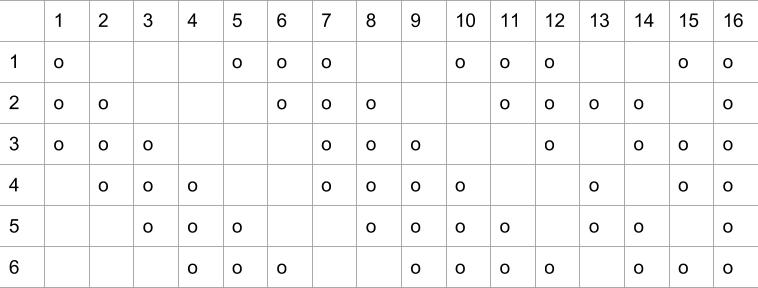 1 2 3 4 5 6 7 8 9 10 11 12 13 14 15 16
1 o o o o o o o o o
2 o o o o o o o o o o
3 o o o o o o o o o o
4 o o o o o o o o o o
5 o o o o o o o o o o
6 o o o o o o o o o o